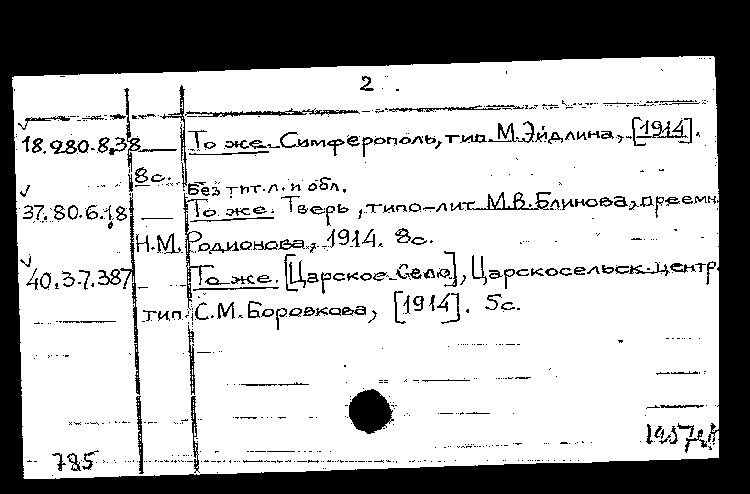 2
18.280.8.38 То же. Симферополь, тип. М. Эйдлина, [1914].
8с.
Без тит. л. и обл.
37.80.6.18 То же. Тверь, типо-лит. М.В. Блинова, преемн.
Н.М. Родионова, 1914. 8с.
40.3.7.387 То же. [Царское Село], Царскосельск. центр.
тип. С.М. Боровкова, [1914]. 5с.
785